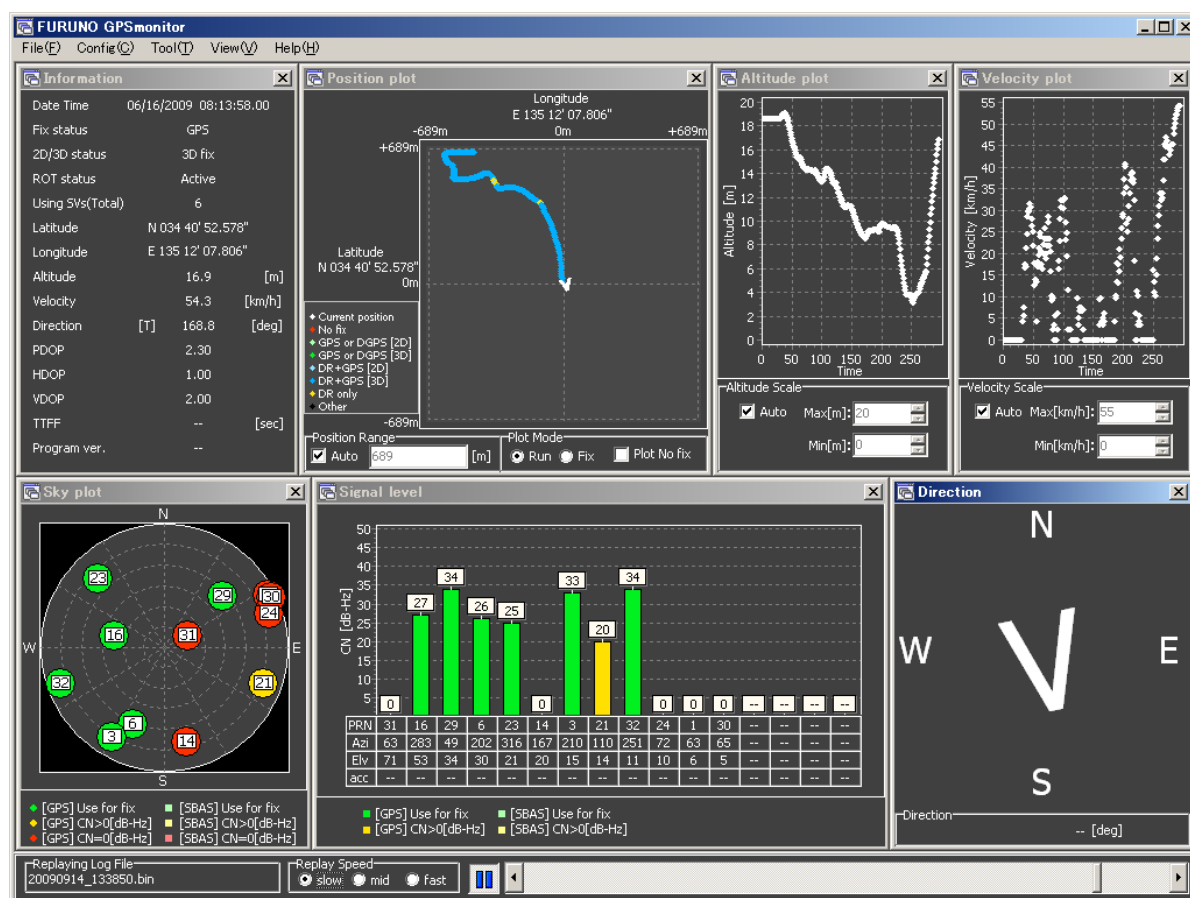 FURUNO GPSmonitor
File(F) Config(C) Tool(T) View(V) Help(H)
Information
Date Time 06/16/2009 08:13:58.00
Fix status GPS
2D/3D status 3D fix
ROT status Active
Using SVs(Total) 6
Latitude N 034 40' 52.578"
Longitude E 135 12' 07.806"
Altitude 16.9 [m]
Velocity 54.3 [km/h]
Direction [T] 168.8 [deg]
PDOP 2.30
HDOP 1.00
VDOP 2.00
TTFF -- [sec]
Program ver. --
Position plot
Longitude
E 135 12' 07.806"
-689m 0m +689m
+689m
Latitude
N 034 40' 52.578"
0m
Current position
No fix
GPS or DGPS [2D]
GPS or DGPS [3D]
DR+GPS [2D]
DR+GPS [3D]
DR only
Other
-689m
Position Range
Auto 689 [m]
Plot Mode
Run Fix Plot No fix
Altitude plot
Altitude [m]
20
18
16
14
12
10
8
6
4
2
0
0 50 100 150 200 250
Time
Altitude Scale
Auto Max[m]: 20
Min[m]: 0
Velocity plot
Velocity [km/h]
55
50
45
40
35
30
25
20
15
10
5
0
0 50 100 150 200 250
Time
Velocity Scale
Auto Max[km/h]: 55
Min[km/h]: 0
Sky plot
N
23
29
30
24
16
31
W
E
32
21
6
3
14
S
[GPS] Use for fix [SBAS] Use for fix
[GPS] CN>0[dB-Hz] [SBAS] CN>0[dB-Hz]
[GPS] CN=0[dB-Hz] [SBAS] CN=0[dB-Hz]
Signal level
CN [dB-Hz]
50
45
40
35
30
25
20
15
10
5
0 27 34 26 25 0 33 20 34 0 0 0 -- -- -- --
PRN 31 16 29 6 23 14 3 21 32 24 1 30 -- -- -- --
Azi 63 283 49 202 316 167 210 110 251 72 63 65 -- -- -- --
Elv 71 53 34 30 21 20 15 14 11 10 6 5 -- -- -- --
acc -- -- -- -- -- -- -- -- -- -- -- -- -- -- -- --
[GPS] Use for fix [SBAS] Use for fix
[GPS] CN>0[dB-Hz] [SBAS] CN>0[dB-Hz]
Direction
N
W
E
S
Direction
-- [deg]
Replaying Log File
20090914_133850.bin
Replay Speed
slow mid fast